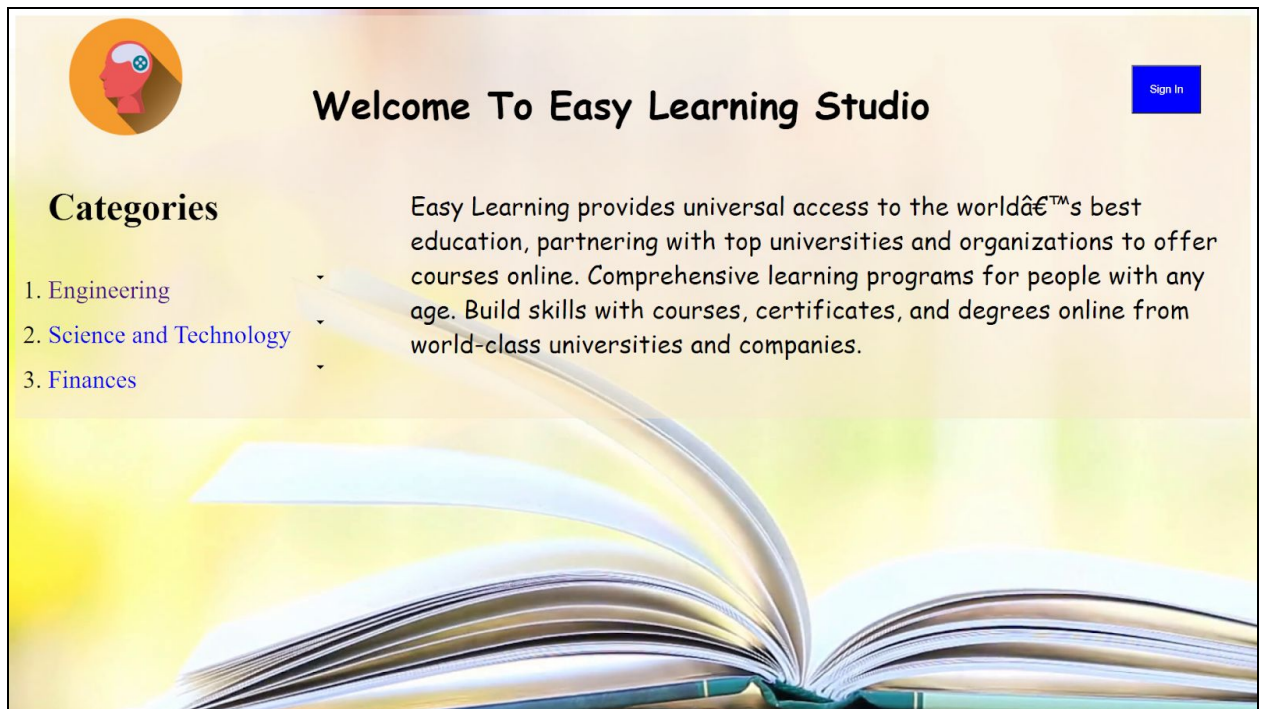 Welcome To Easy Learning Studio
Sign In
Categories
1. Engineering
2. Science and Technology
3. Finances
Easy Learning provides universal access to the worldâ€™s best
education, partnering with top universities and organizations to offer
courses online. Comprehensive learning programs for people with any
age. Build skills with courses, certificates, and degrees online from
world-class universities and companies.